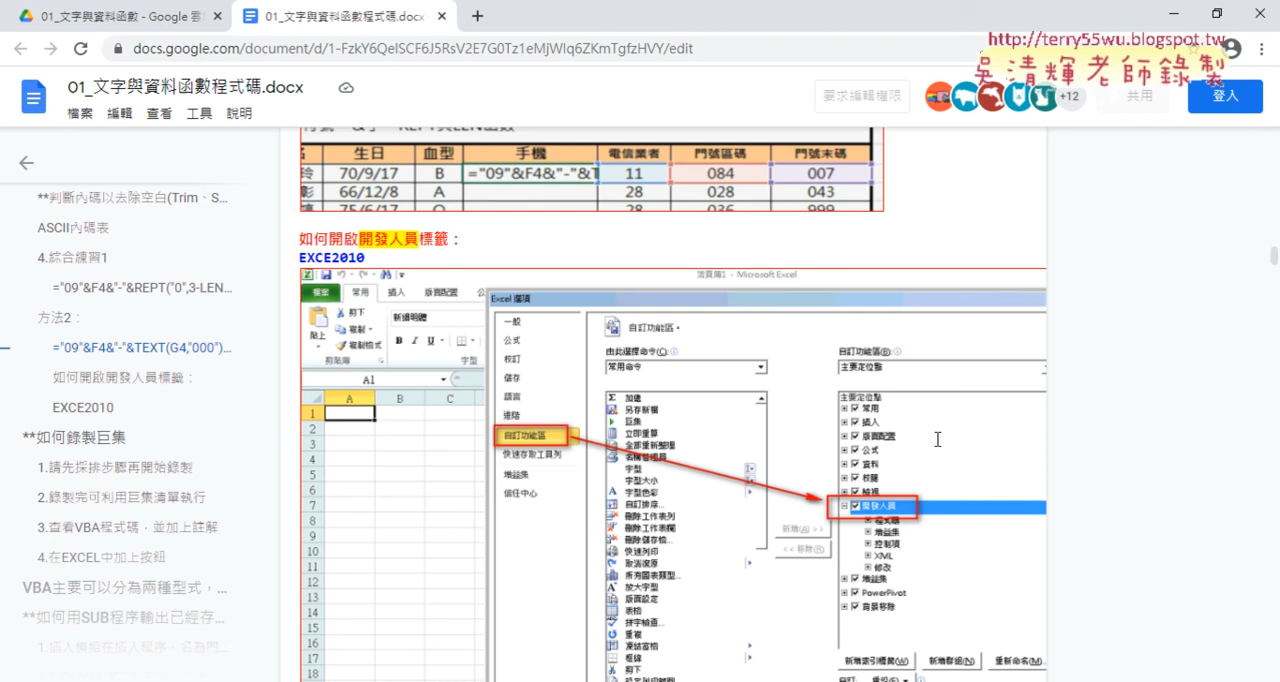 01_文字與資料函數 - Google 雲
01_文字與資料函數程式碼.docx
docs.google.com/document/d/1-FzkY6QelSCF6J5RsV2E7G0Tz1eMjWIq6ZKmTgfzHVY/edit
http://terry55wu.blogspot.tw
吳清輝老師錄製
01_文字與資料函數程式碼.docx
檔案 編輯 查看 工具 說明
要求編輯權限
+12
共用
登入
**判斷內碼以去除空白(Trim、S...
ASCII內碼表
4.綜合練習1
="09"&F4&"-"&REPT("0",3-LEN...
方法2：
="09"&F4&"-"&TEXT(G4,"000")...
如何開啟開發人員標籤：
EXCE2010
**如何錄製巨集
1.請先採排步驟再開始錄製
2.錄製完可利用巨集清單執行
3.查看VBA程式碼，並加上註解
4.在EXCEL中加上按鈕
VBA主要可以分為兩種型式，...
**如何用SUB程序輸出已經存...
1.插入模組在插入程序，名為門...
名 生日 血型 手機 電信業者 門號區碼 門號末碼
玲 70/9/17 B ="09"&F4&"-"&T 11 084 007
彰 66/12/8 A 28 028 043
75/6/17 O 28 036 999
如何開啟開發人員標籤：
EXCE2010
活頁簿1 - Microsoft Excel
檔案 常用 插入 版面配置 公
Excel 選項
剪下
複製
複製格式
貼上
剪貼簿
新細明體
B I U
字型
A1
A B C
1
2
3
4
5
6
7
8
9
10
11
12
13
14
15
16
17
18
一般
公式
校訂
儲存
語言
進階
自訂功能區
快速存取工具列
增益集
信任中心
自訂功能區。
由此選擇命令(C):
常用命令
加總
另存新檔
巨集
立即重算
全部重新整理
名稱管理員
字型
字型大小
字型色彩
自訂排序...
刪除工作表列
刪除工作表欄
刪除儲存格...
快速列印
取消復原
所有圖表類型...
放大字型
版面設定
表格
拼字檢查...
重複
凍結窗格
框線
剪下
新增(A) >>
<< 移除(R)
自訂功能區(B):
主要定位點
主要定位點
常用
插入
版面配置
公式
資料
校閱
檢視
開發人員
程式碼
增益集
控制項
XML
修改
增益集
PowerPivot
背景移除
新增索引標籤(W) 新增群組(N) 重新命名(M)...
自訂: 重設(E)